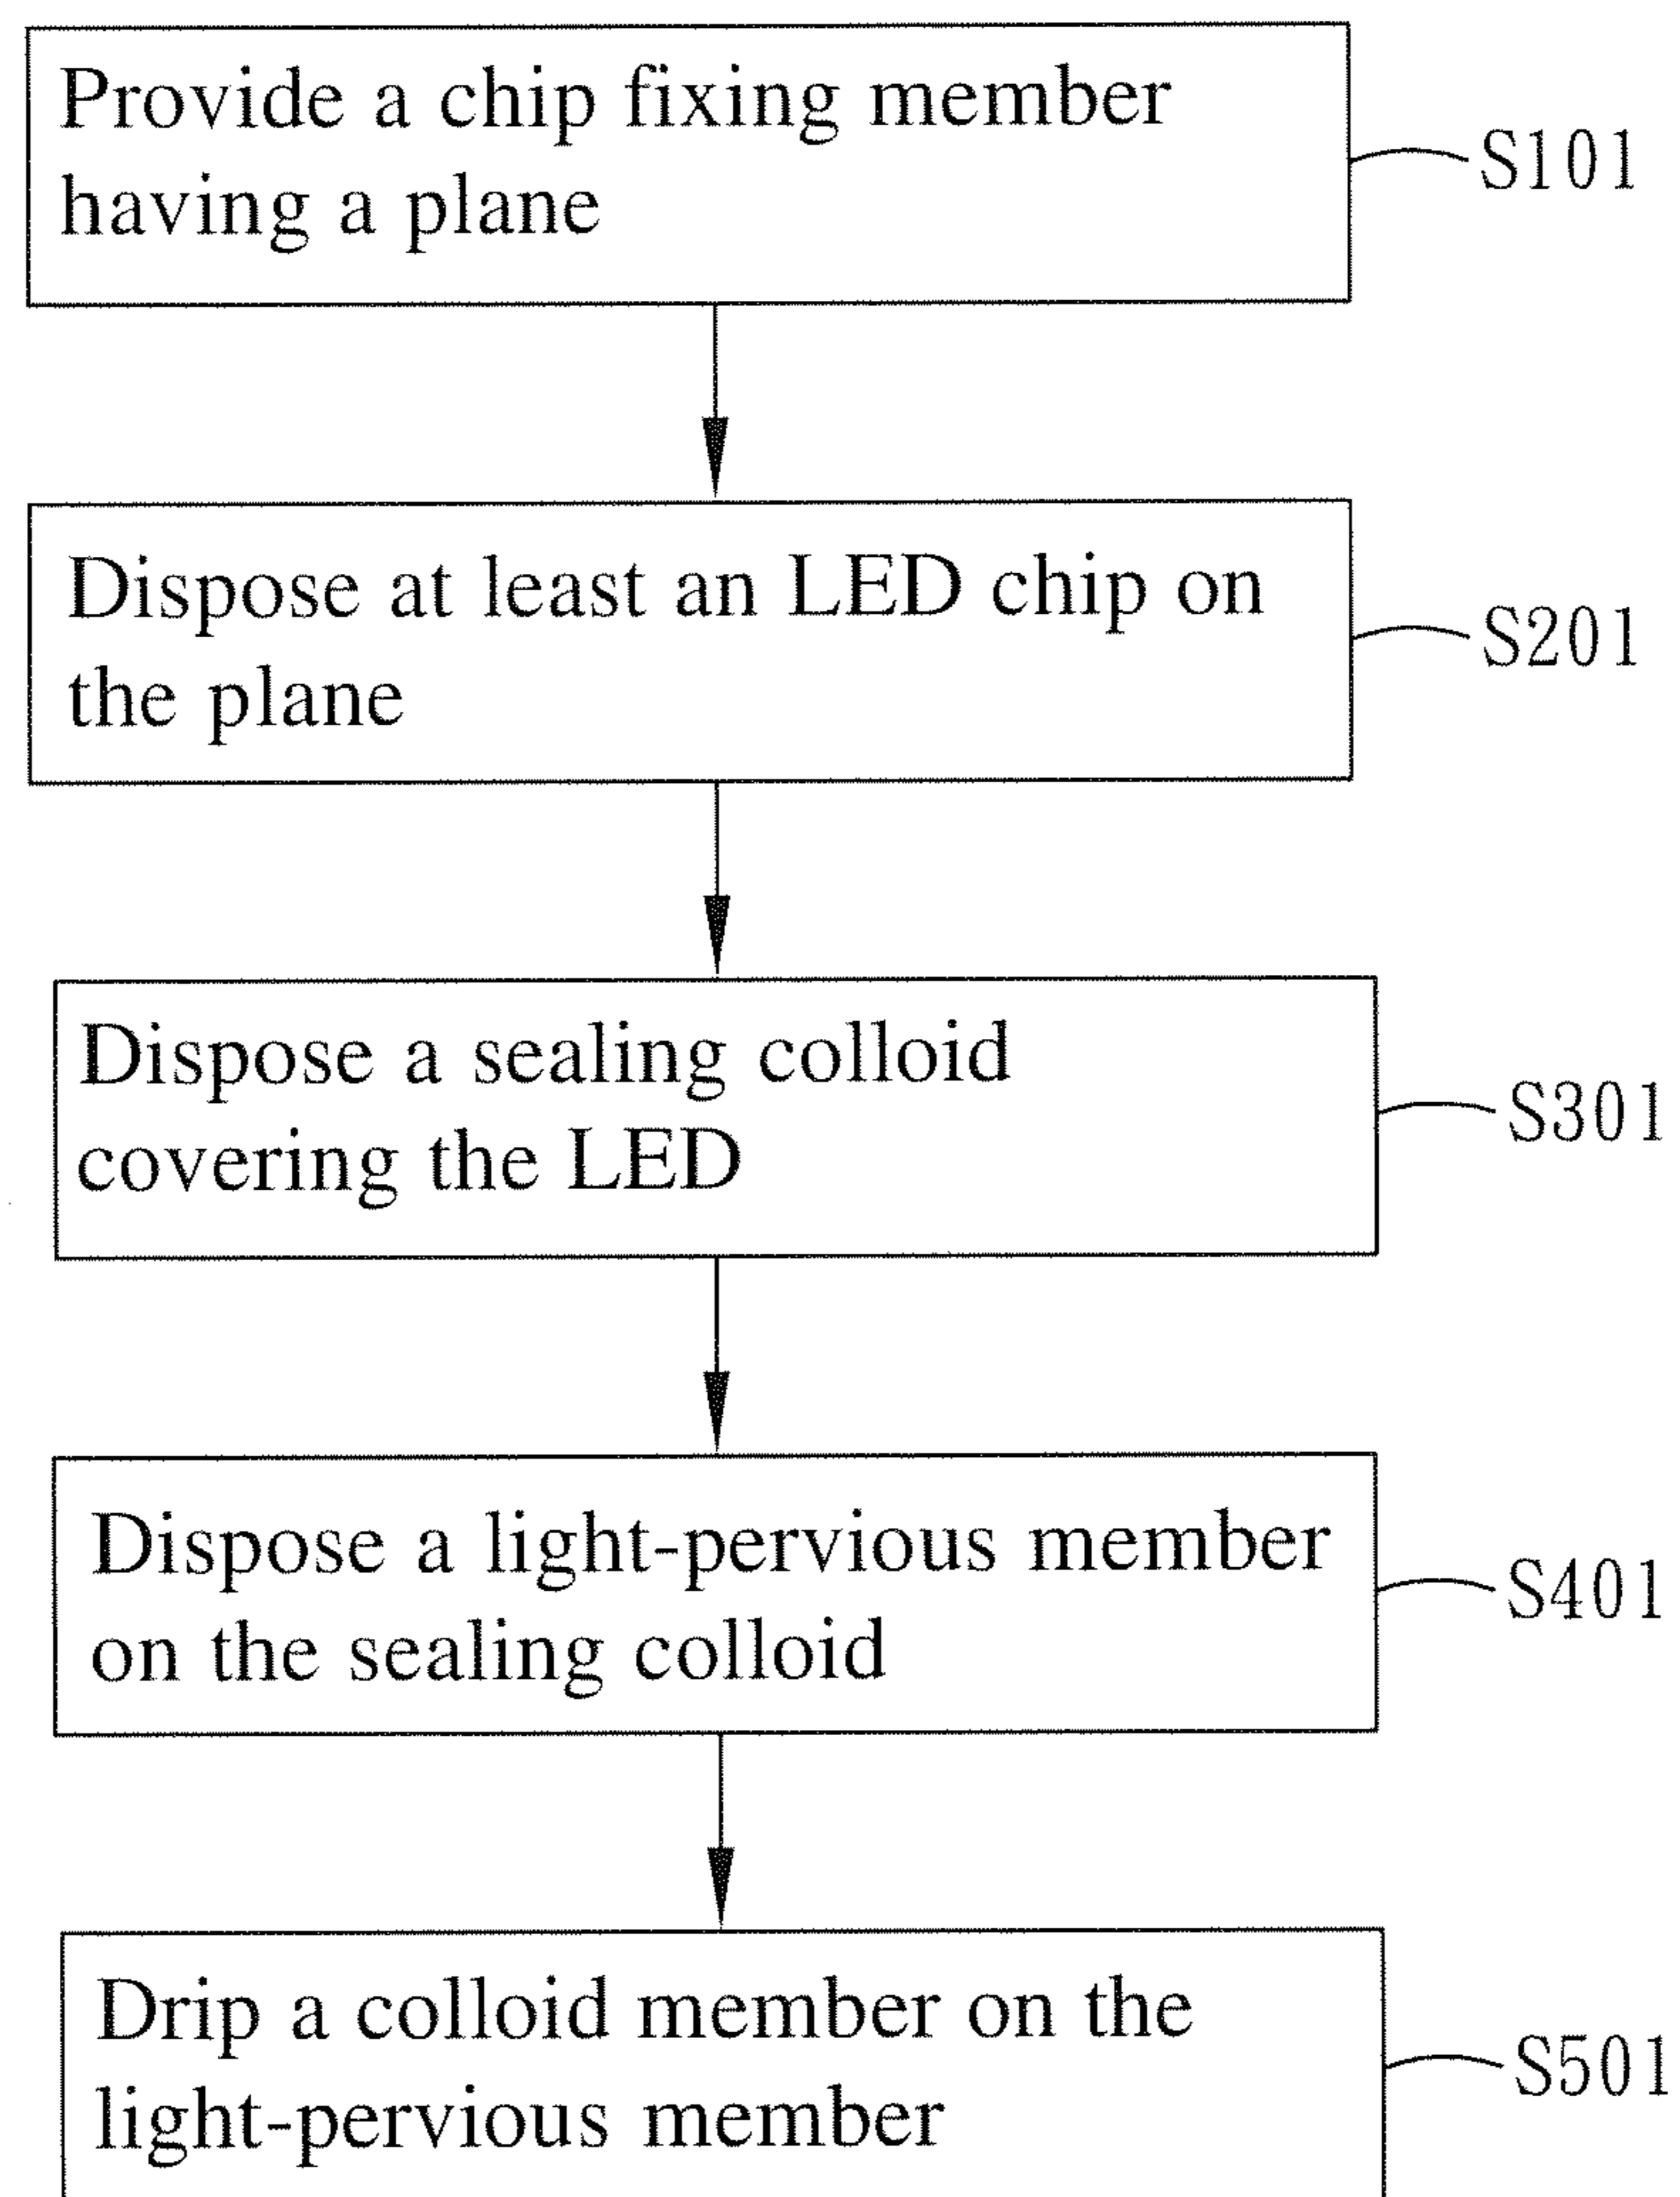 Provide a chip fixing member
having a plane
S101
Dispose at least an LED chip on
the plane
S201
Dispose a sealing colloid
covering the LED
S301
Dispose a light-pervious member
on the sealing colloid
S401
Drip a colloid member on the
light-pervious member
S501